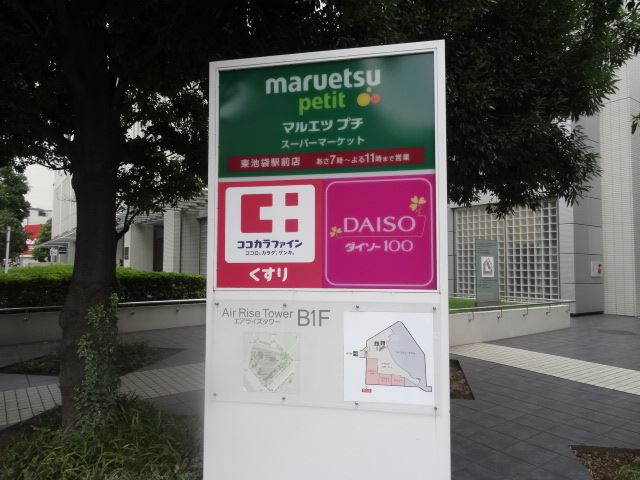 maruetsu
petit
マルエツ プチ
スーパーマーケット
東池袋駅前店 あさ7時〜よる11時まで営業
ココカラファイン
ココロ、カラダ、ゲンキ。
くすり
DAISO
ダイソー100
Air Rise Tower B1F
エアライズタワー